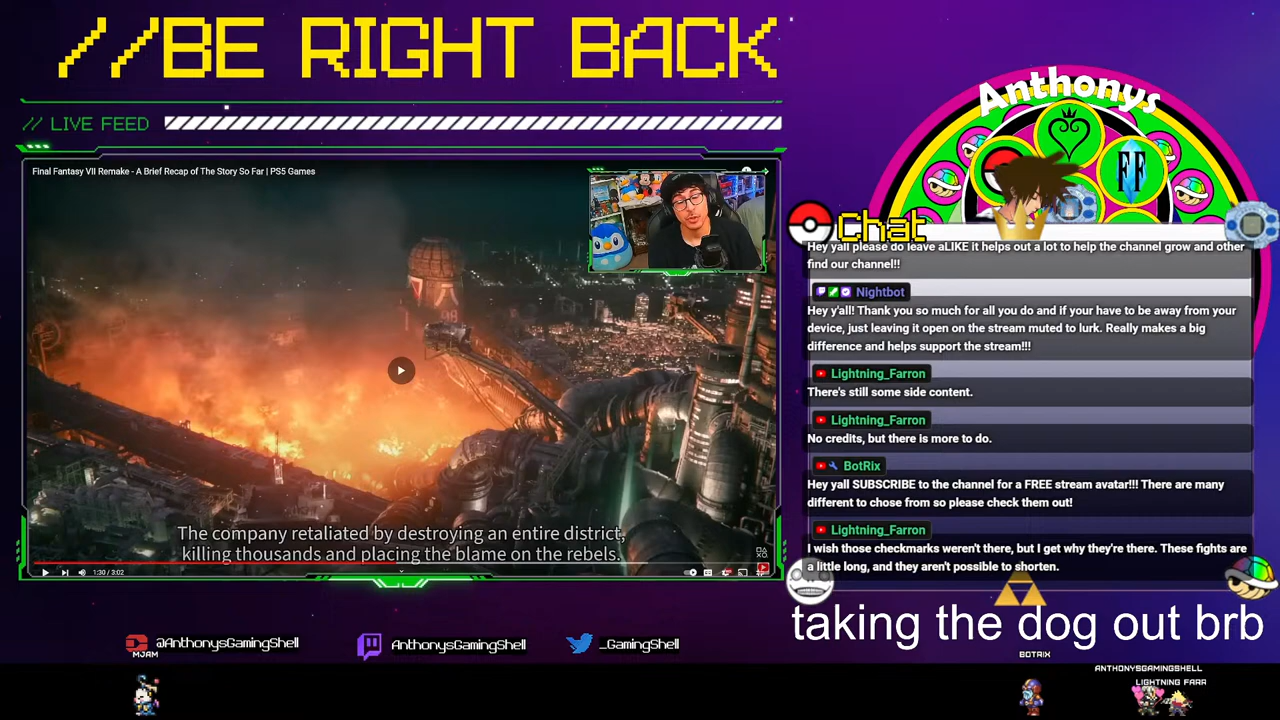 //BE RIGHT BACK
// LIVE FEED
Final Fantasy VII Remake - A Brief Recap of The Story So Far | PS5 Games
The company retaliated by destroying an entire district,
killing thousands and placing the blame on the rebels.
1:30 / 3:02
Anthonys
FF
Chat
Hey yall please do leave aLIKE it helps out a lot to help the channel grow and other
find our channel!!
Nightbot
Hey y'all! Thank you so much for all you do and if your have to be away from your
device, just leaving it open on the stream muted to lurk. Really makes a big
difference and helps support the stream!!!
Lightning_Farron
There's still some side content.
Lightning_Farron
No credits, but there is more to do.
BotRix
Hey yall SUBSCRIBE to the channel for a FREE stream avatar!!! There are many
different to chose from so please check them out!
Lightning_Farron
I wish those checkmarks weren't there, but I get why they're there. These fights are
a little long, and they aren't possible to shorten.
taking the dog out brb
@AnthonysGamingShell
AnthonysGamingShell
_GamingShell
MJAM
BOTRIX
ANTHONYSGAMINGSHELL
LIGHTNING FARR